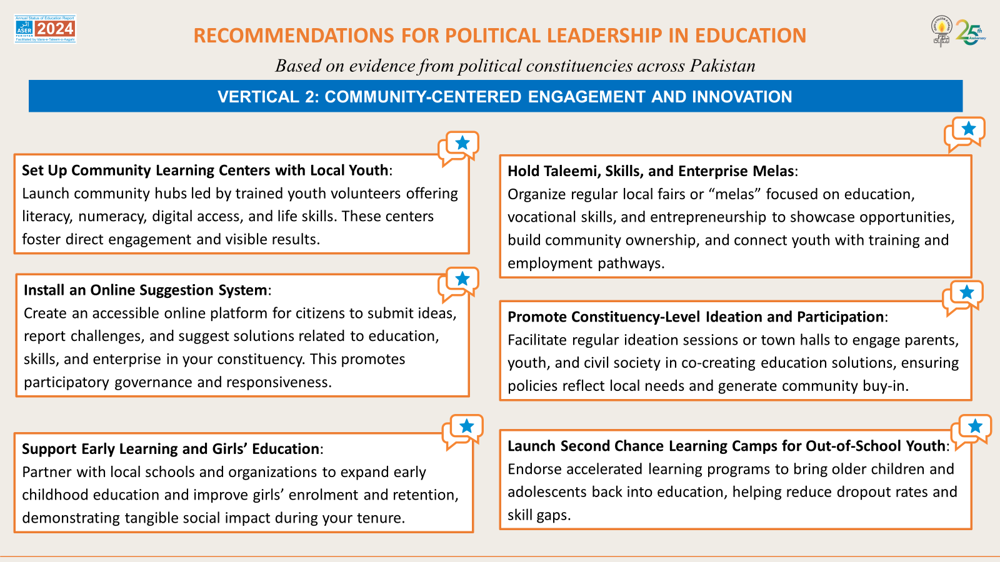 Annual Status of Education Report
اثر
ASER
PAKISTAN
2024
Facilitated by Idara-e-Taleem-o-Aagahi
RECOMMENDATIONS FOR POLITICAL LEADERSHIP IN EDUCATION
25th
Anniversary
Based on evidence from political constituencies across Pakistan
VERTICAL 2: COMMUNITY-CENTERED ENGAGEMENT AND INNOVATION
Set Up Community Learning Centers with Local Youth:
Launch community hubs led by trained youth volunteers offering
literacy, numeracy, digital access, and life skills. These centers
foster direct engagement and visible results.
Install an Online Suggestion System:
Create an accessible online platform for citizens to submit ideas,
report challenges, and suggest solutions related to education,
skills, and enterprise in your constituency. This promotes
participatory governance and responsiveness.
Support Early Learning and Girls’ Education:
Partner with local schools and organizations to expand early
childhood education and improve girls’ enrolment and retention,
demonstrating tangible social impact during your tenure.
Hold Taleemi, Skills, and Enterprise Melas:
Organize regular local fairs or “melas” focused on education,
vocational skills, and entrepreneurship to showcase opportunities,
build community ownership, and connect youth with training and
employment pathways.
Promote Constituency-Level Ideation and Participation:
Facilitate regular ideation sessions or town halls to engage parents,
youth, and civil society in co-creating education solutions, ensuring
policies reflect local needs and generate community buy-in.
Launch Second Chance Learning Camps for Out-of-School Youth:
Endorse accelerated learning programs to bring older children and
adolescents back into education, helping reduce dropout rates and
skill gaps.